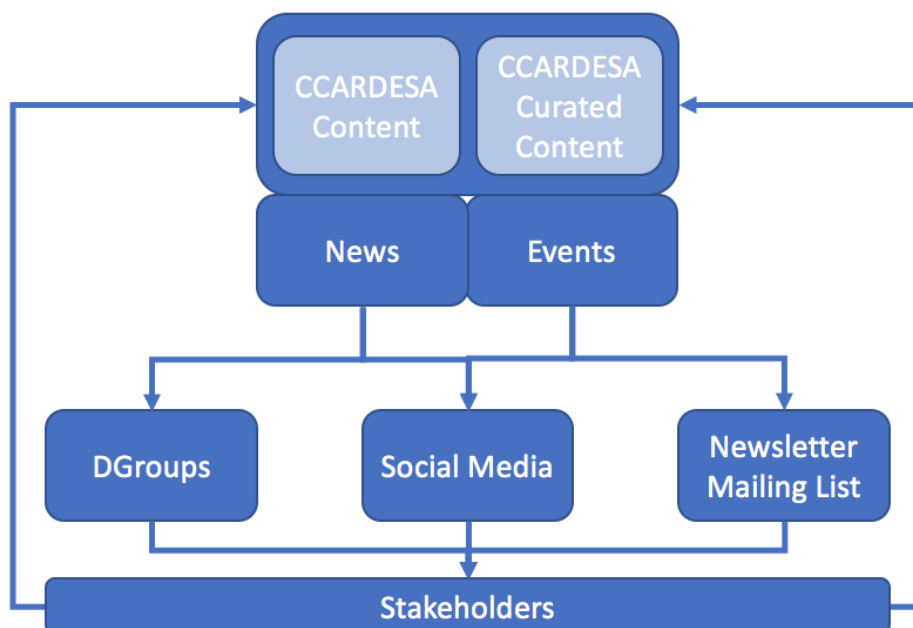 CCARDESA
Content
CCARDESA
Curated
Content
News
Events
DGroups
Social Media
Newsletter
Mailing List
Stakeholders